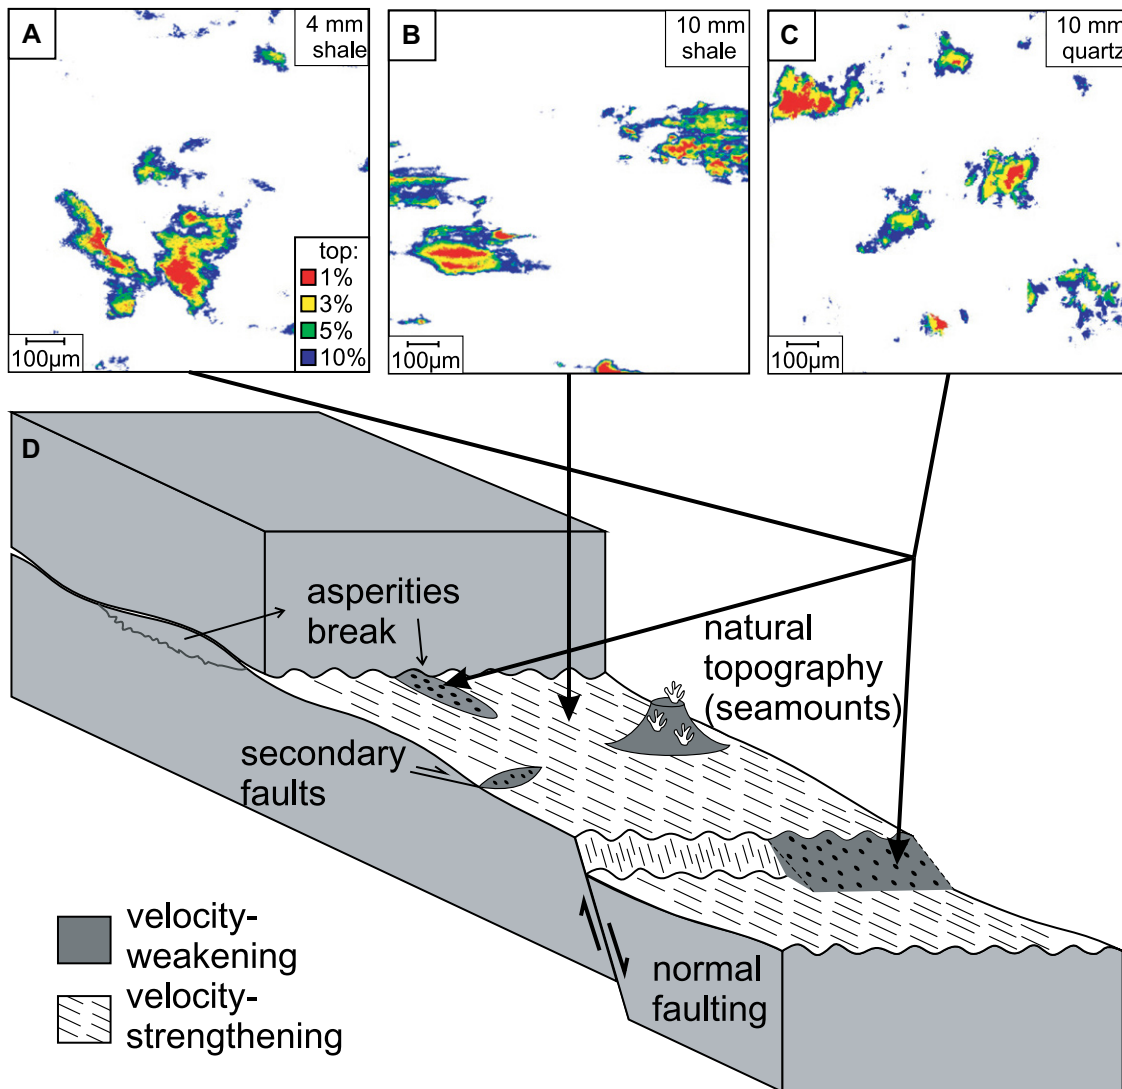 A
4 mm
shale
B
10 mm
shale
C
10 mm
quartz
top:
1%
3%
5%
10%
100µm
100µm
100µm
D
asperities
break
natural
topography
(seamounts)
secondary
faults
normal
faulting
velocity-
weakening
velocity-
strengthening